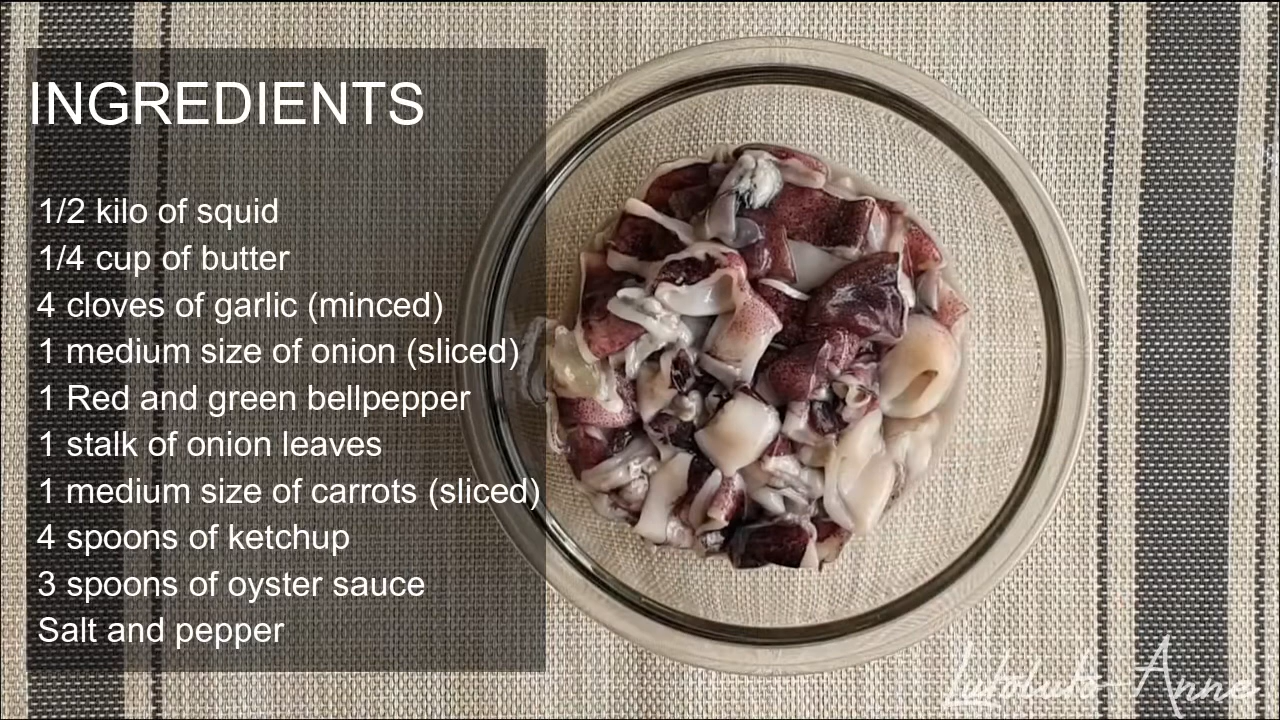 INGREDIENTS
1/2 kilo of squid
1/4 cup of butter
4 cloves of garlic (minced)
1 medium size of onion (sliced)
1 Red and green bellpepper
1 stalk of onion leaves
1 medium size of carrots (sliced)
4 spoons of ketchup
3 spoons of oyster sauce
Salt and pepper
Anne